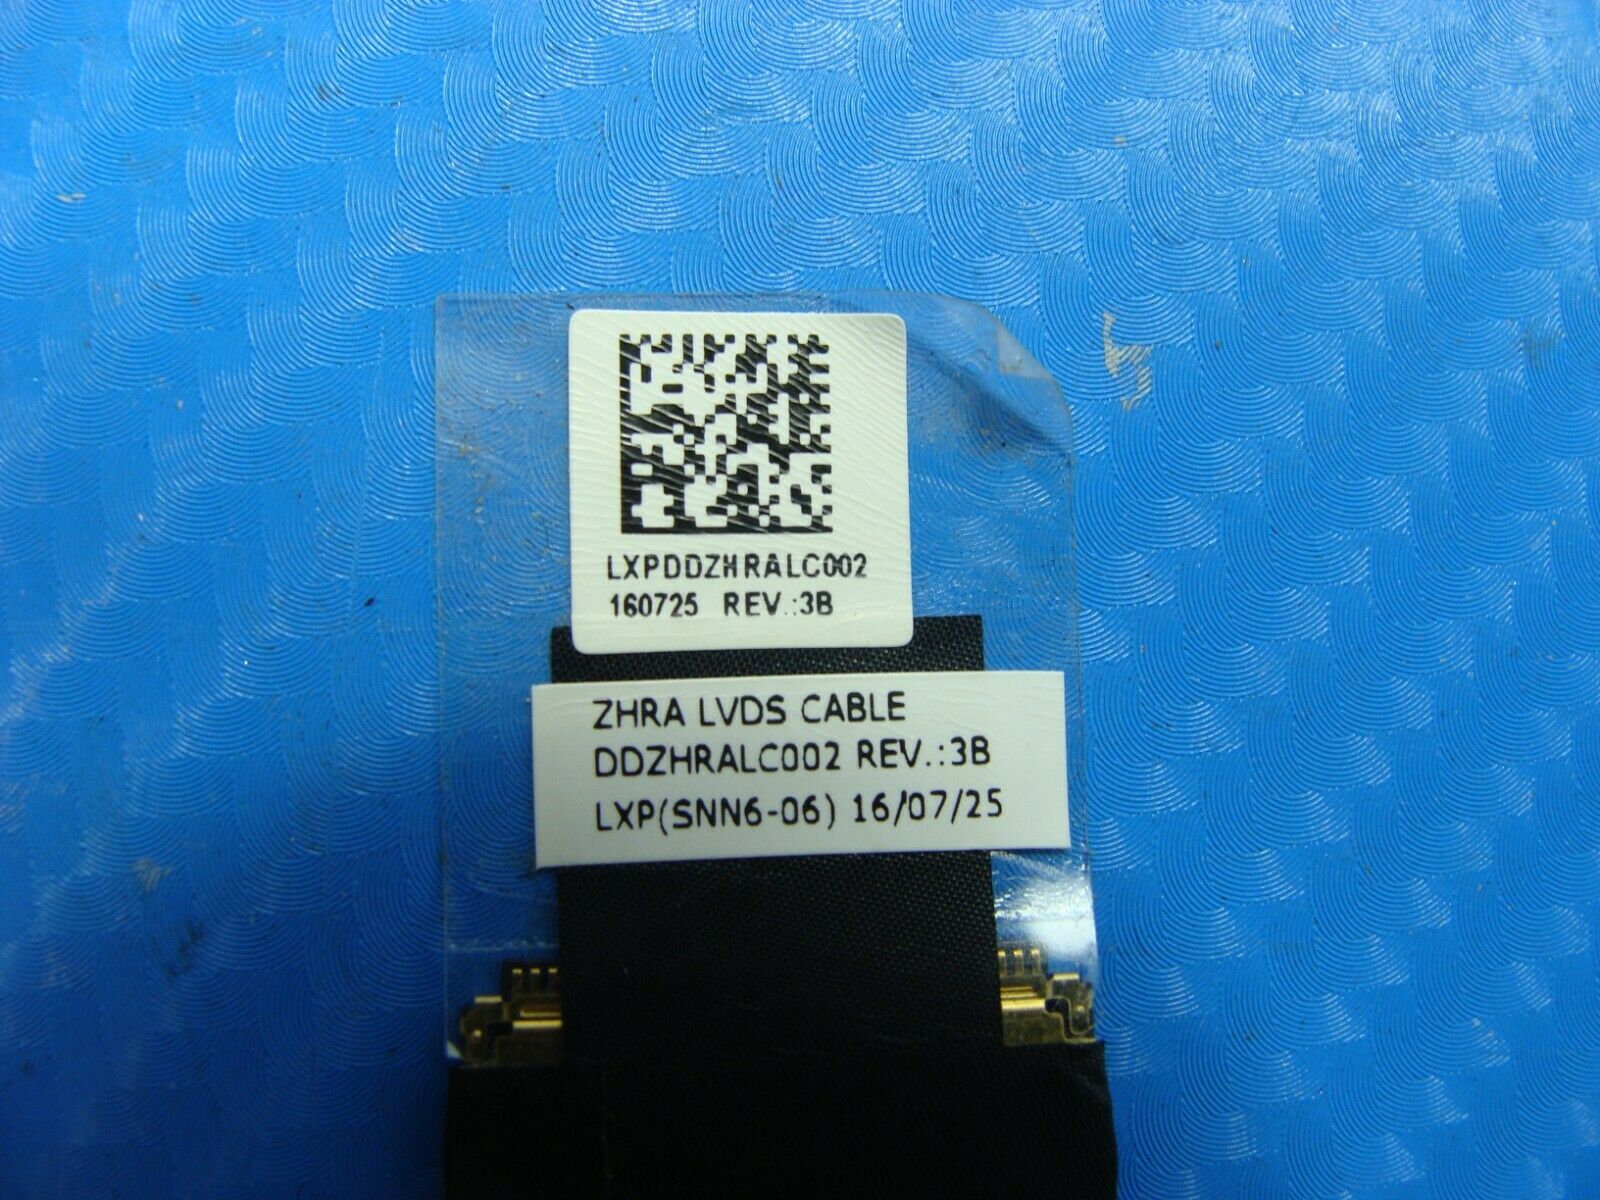 LXPDDZHRALC002
160725 REV.:3B
ZHRA LVDS CABLE
DDZHRALC002 REV.:3B
LXP(SNN6-06) 16/07/25